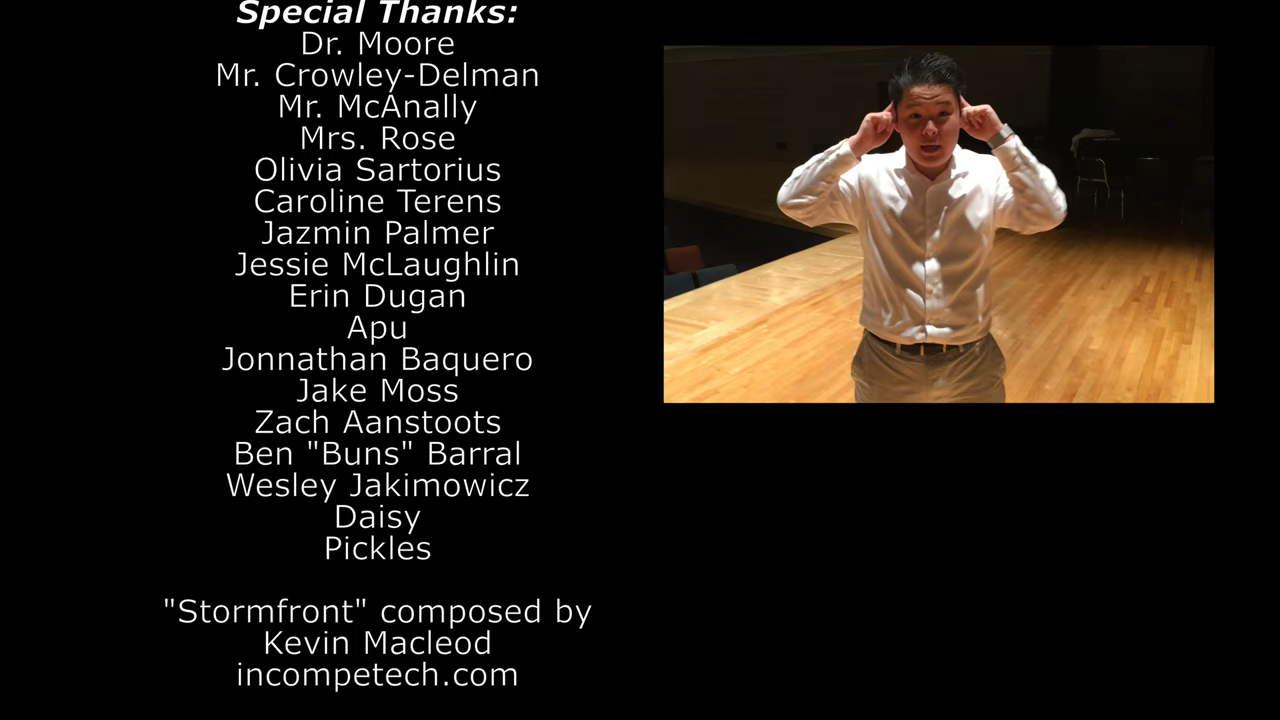 Special Thanks:
Dr. Moore
Mr. Crowley-Delman
Mr. McAnally
Mrs. Rose
Olivia Sartorius
Caroline Terens
Jazmin Palmer
Jessie McLaughlin
Erin Dugan
Apu
Jonnathan Baquero
Jake Moss
Zach Aanstoots
Ben "Buns" Barral
Wesley Jakimowicz
Daisy
Pickles
"Stormfront" composed by
Kevin Macleod
incompetech.com